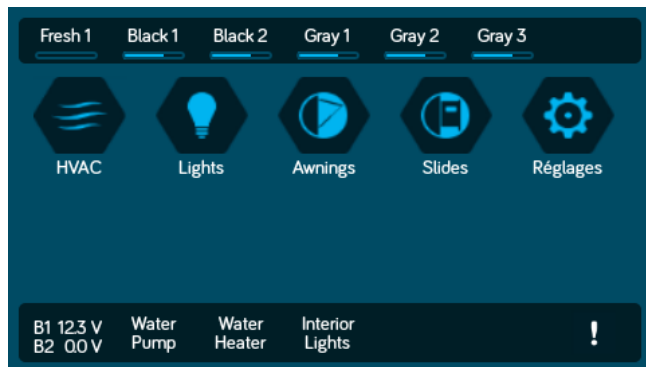 Fresh 1 Black 1 Black 2 Gray 1 Gray 2 Gray 3
HVAC Lights Awnings Slides Réglages
B1 12.3 V Water Water Interior
B2 0.0 V Pump Heater Lights !